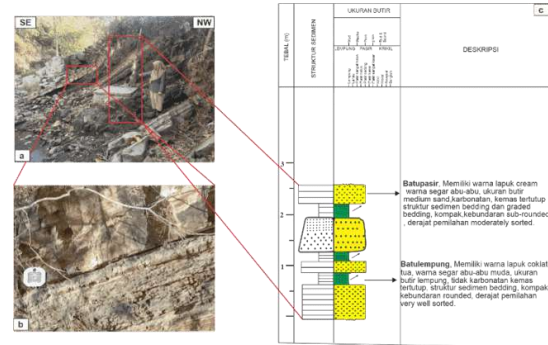 SE
NW
a
b
c
UKURAN BUTIR
TEBAL (m)
STRUKTUR SEDIMEN
LEMPUNG
PASIR
KRIKIL
DESKRIPSI
3
2
1
Batupasir, Memiliki warna lapuk cream
, warna segar abu-abu, ukuran butir
medium sand,karbonatan, kemas tertutup
struktur sedimen bedding dan graded
bedding, kompak,kebundaran sub-rounded
, derajat pemilahan moderately sorted.
Batulempung, Memiliki warna lapuk coklat
tua, warna segar abu-abu muda, ukuran
butir lempung, tidak karbonatan kemas
tertutup, struktur sedimen bedding, kompak
kebundaran rounded, derajat pemilahan
very well sorted.